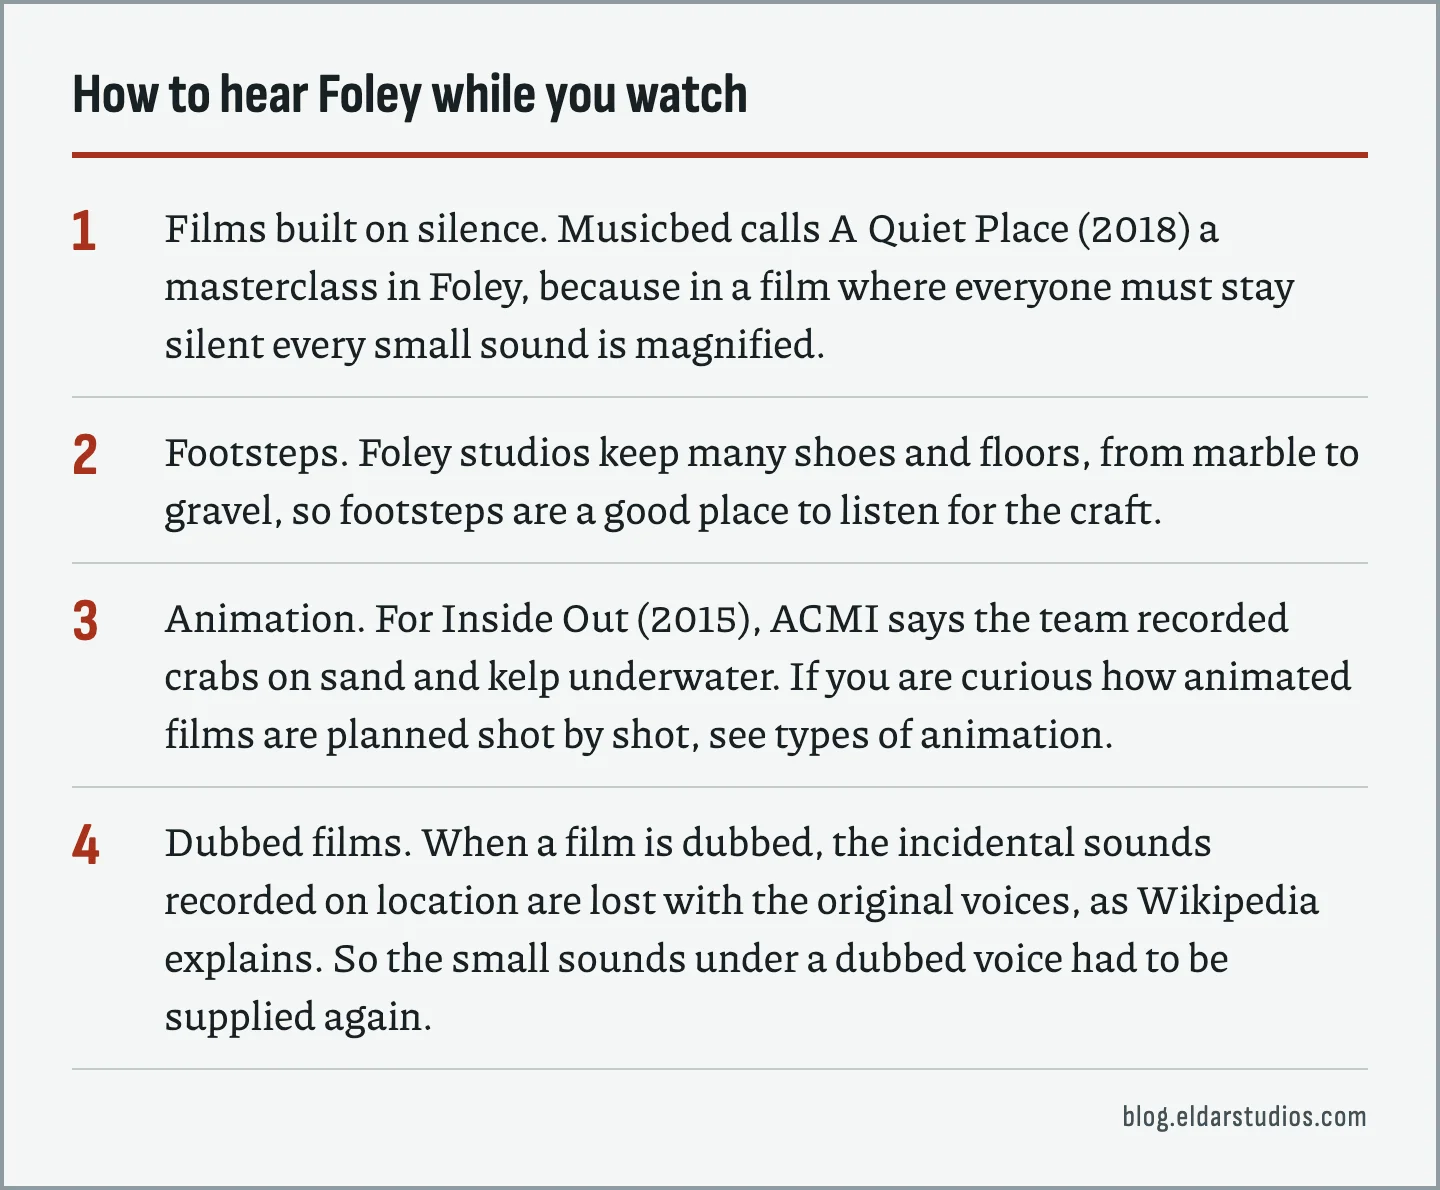 How to hear Foley while you watch
1
Films built on silence. Musicbed calls A Quiet Place (2018) a
masterclass in Foley, because in a film where everyone must stay
silent every small sound is magnified.
2
Footsteps. Foley studios keep many shoes and floors, from marble to
gravel, so footsteps are a good place to listen for the craft.
3
Animation. For Inside Out (2015), ACMI says the team recorded
crabs on sand and kelp underwater. If you are curious how animated
films are planned shot by shot, see types of animation.
4
Dubbed films. When a film is dubbed, the incidental sounds
recorded on location are lost with the original voices, as Wikipedia
explains. So the small sounds under a dubbed voice had to be
supplied again.
blog.eldarstudios.com